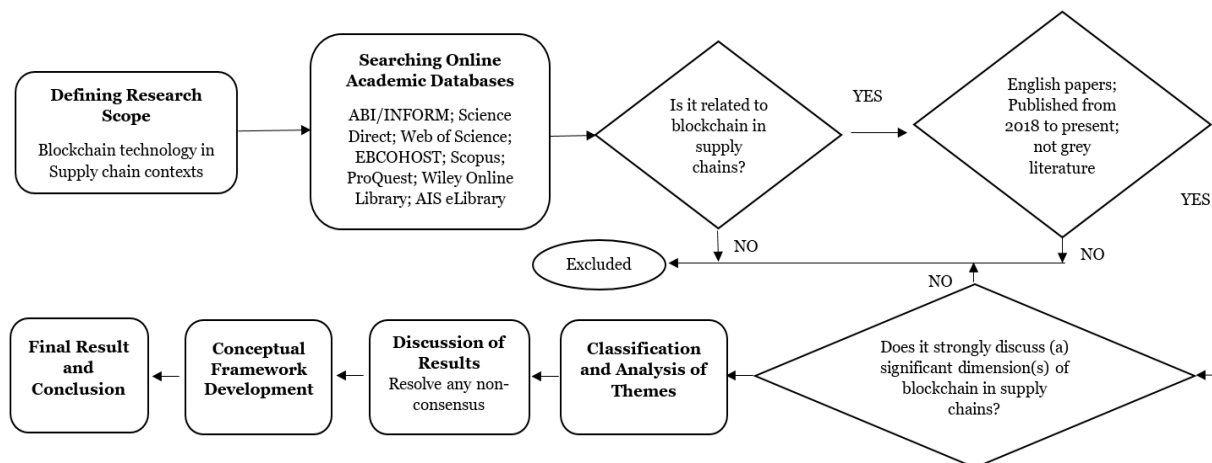 Defining Research
Scope
Blockchain technology in
Supply chain contexts
Searching Online
Academic Databases
ABI/INFORM; Science
Direct; Web of Science;
EBCOHOST; Scopus;
ProQuest; Wiley Online
Library; AIS eLibrary
Is it related to
blockchain in
supply
chains?
YES
English papers;
Published from
2018 to present;
not grey
literature
YES
NO
NO
Excluded
NO
Does it strongly discuss (a)
significant dimension(s) of
blockchain in supply
chains?
Classification
and Analysis of
Themes
Discussion of
Results
Resolve any non-
consensus
Conceptual
Framework
Development
Final Result
and
Conclusion